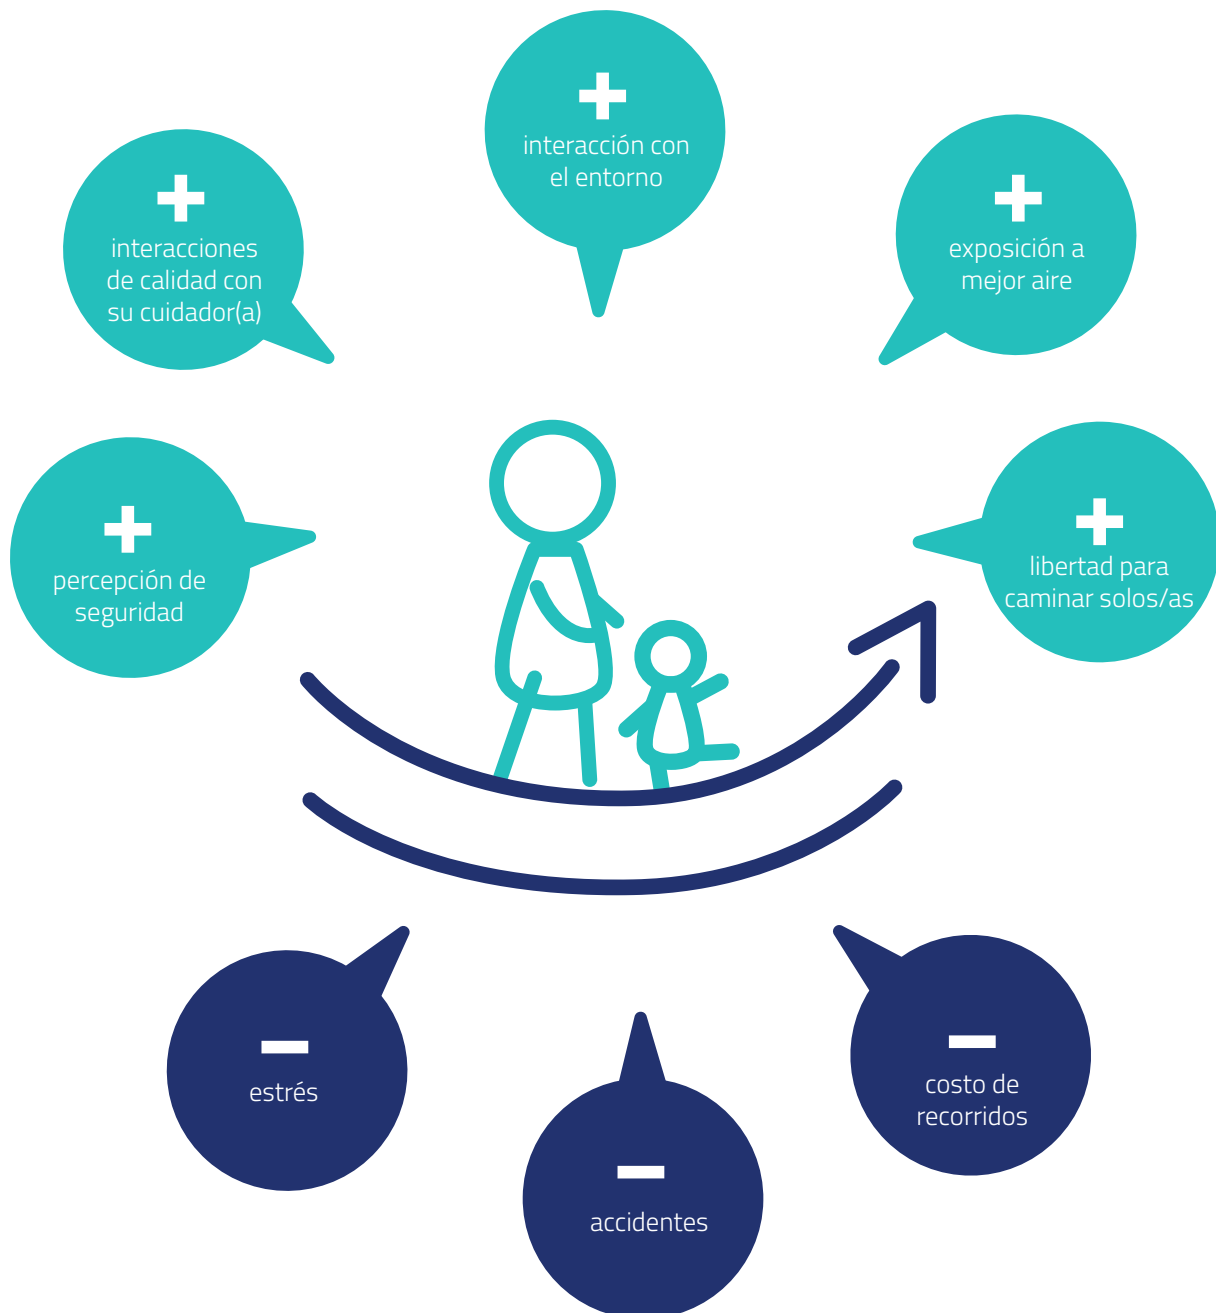 +
interacción con
el entorno
+
interacciones
de calidad con
su cuidador(a)
+
exposición a
mejor aire
+
percepción de
seguridad
+
libertad para
caminar solos/as
−
estrés
−
costo de
recorridos
−
accidentes